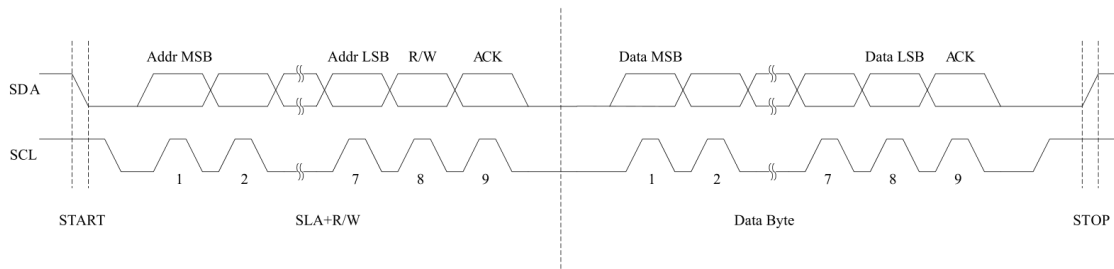 Addr MSB Addr LSB R/W ACK Data MSB Data LSB ACK
SDA
SCL
1 2 7 8 9 1 2 7 8 9
START SLA+R/W Data Byte STOP